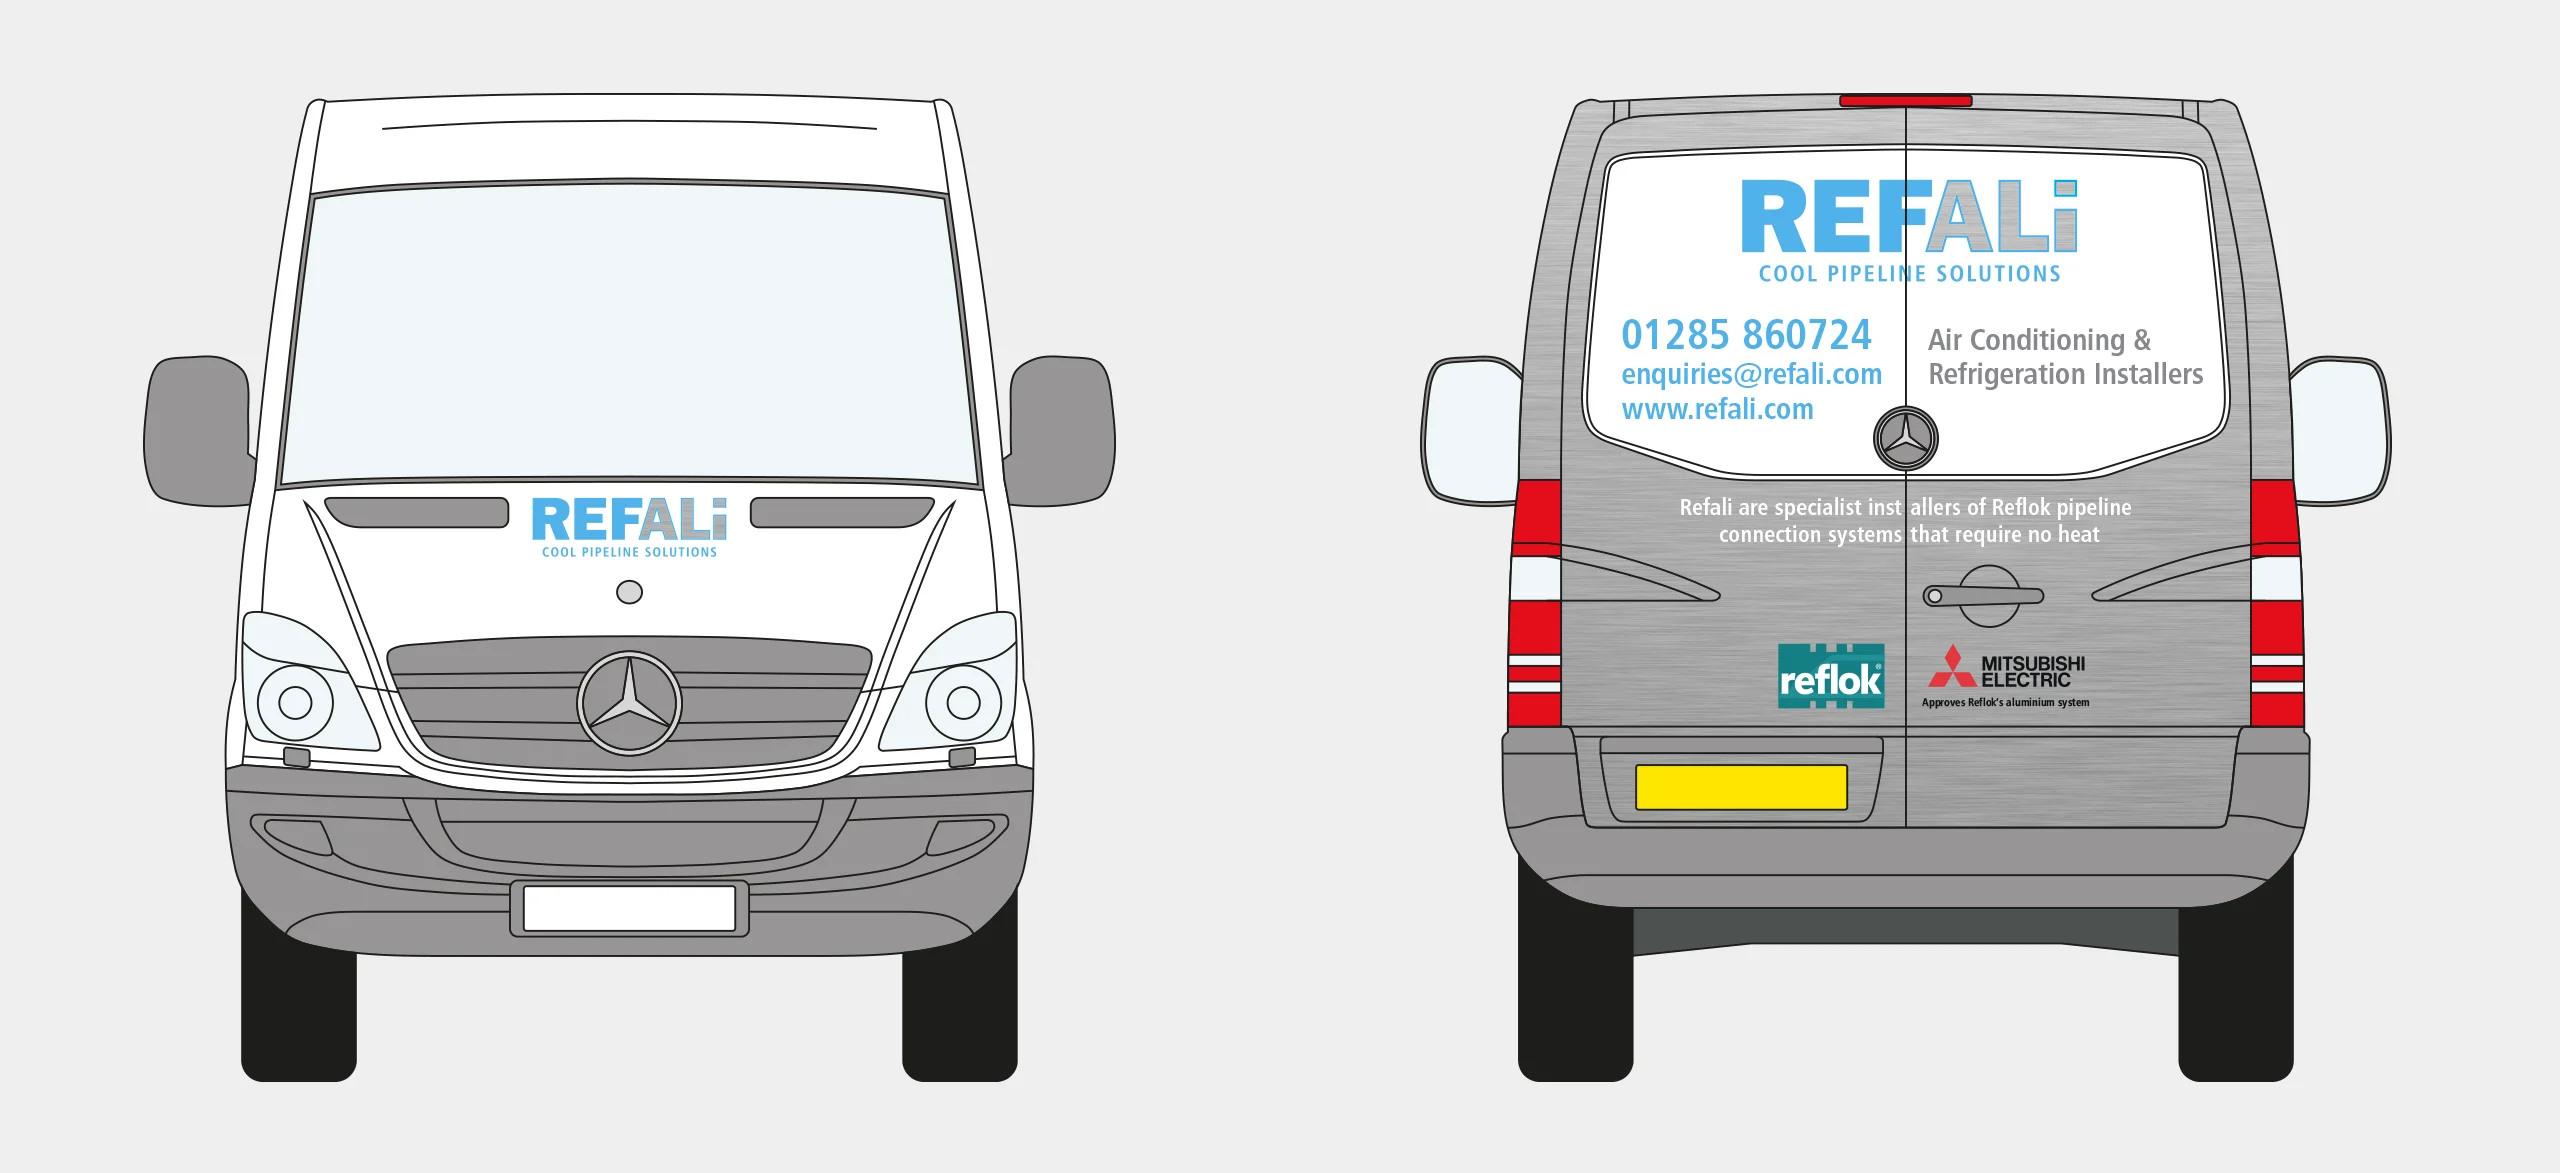 REFALi
COOL PIPELINE SOLUTIONS
REFALi
COOL PIPELINE SOLUTIONS
01285 860724
enquiries@refali.com
www.refali.com
Air Conditioning &
Refrigeration Installers
Refali are specialist inst allers of Reflok pipeline
connection systems that require no heat
reflok®
MITSUBISHI
ELECTRIC
Approves Reflok's aluminium system